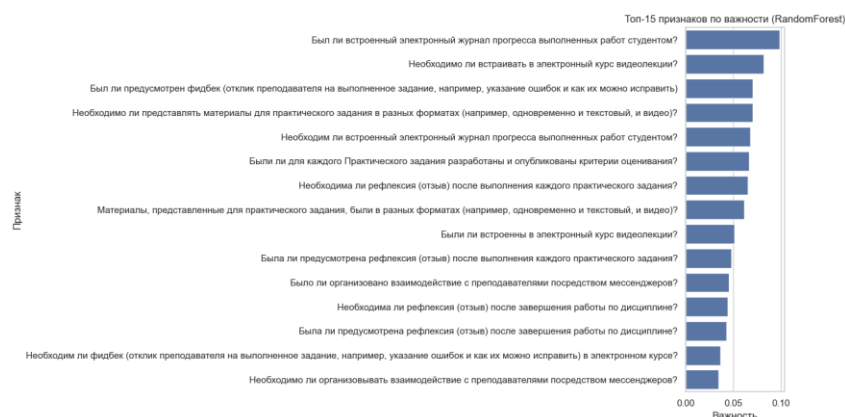 Топ-15 признаков по важности (RandomForest)
Был ли встроенный электронный журнал прогресса выполненных работ студентом?
Необходимо ли встраивать в электронный курс видеолекции?
Был ли предусмотрен фидбек (отклик преподавателя на выполненное задание, например, указание ошибок и как их можно исправить)
Необходимо ли представлять материалы для практического задания в разных форматах (например, одновременно и текстовый, и видео)?
Необходим ли встроенный электронный журнал прогресса выполненных работ студентом?
Были ли для каждого Практического задания разработаны и опубликованы критерии оценивания?
Необходима ли рефлексия (отзыв) после выполнения каждого практического задания?
Материалы, представленные для практического задания, были в разных форматах (например, одновременно и текстовый, и видео)?
Были ли встроенны в электронный курс видеолекции?
Была ли предусмотрена рефлексия (отзыв) после выполнения каждого практического задания?
Было ли организовано взаимодействие с преподавателями посредством мессенджеров?
Необходима ли рефлексия (отзыв) после завершения работы по дисциплине?
Была ли предусмотрена рефлексия (отзыв) после завершения работы по дисциплине?
Необходим ли фидбек (отклик преподавателя на выполненное задание, например, указание ошибок и как их можно исправить) в электронном курсе?
Необходимо ли организовывать взаимодействие с преподавателями посредством мессенджеров?
Признак
0.00 0.05 0.10
Важность